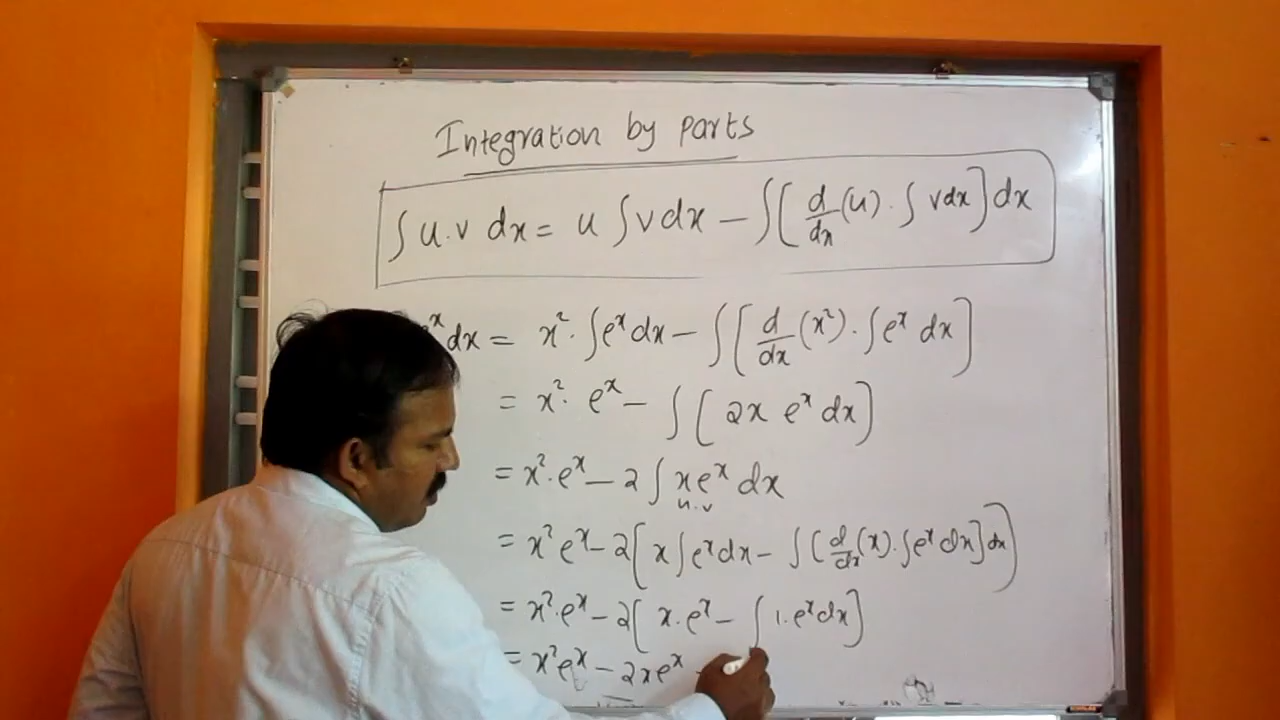 Integration by parts
∫ u.v dx = u ∫ v dx − ∫ [ d/dx (u) . ∫ v dx ] dx
eˣ dx = x² . ∫ eˣ dx − ∫ [ d/dx (x²) . ∫ eˣ dx ]
= x² . eˣ − ∫ [ 2x eˣ dx ]
= x² . eˣ − 2 ∫ x eˣ dx
u.v
= x² eˣ − 2 [ x ∫ eˣ dx − ∫ [ d/dx (x) . ∫ eˣ dx ] dx ]
= x² . eˣ − 2 [ x . eˣ − ∫ 1 . eˣ dx ]
= x² eˣ − 2x eˣ